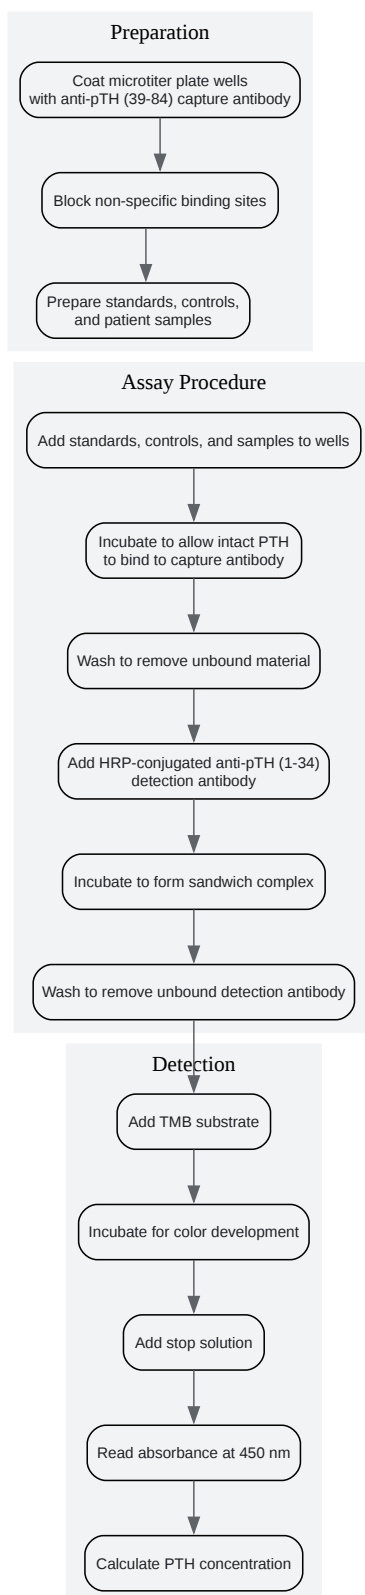 Preparation
Coat microtiter plate wells
with anti-pTH (39-84) capture antibody
Block non-specific binding sites
Prepare standards, controls,
and patient samples
Assay Procedure
Add standards, controls, and samples to wells
Incubate to allow intact PTH
to bind to capture antibody
Wash to remove unbound material
Add HRP-conjugated anti-pTH (1-34)
detection antibody
Incubate to form sandwich complex
Wash to remove unbound detection antibody
Detection
Add TMB substrate
Incubate for color development
Add stop solution
Read absorbance at 450 nm
Calculate PTH concentration